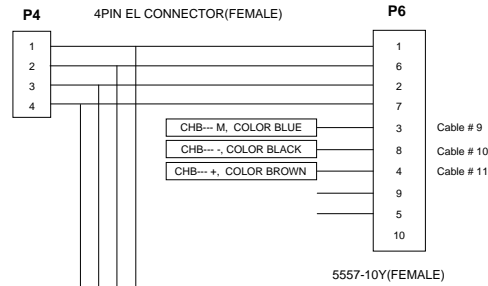 P4
4PIN EL CONNECTOR(FEMALE)
P6
1
2
3
4
1
6
2
7
3
8
4
9
5
10
CHB--- M, COLOR BLUE
CHB--- -, COLOR BLACK
CHB--- +, COLOR BROWN
Cable # 9
Cable # 10
Cable # 11
5557-10Y(FEMALE)